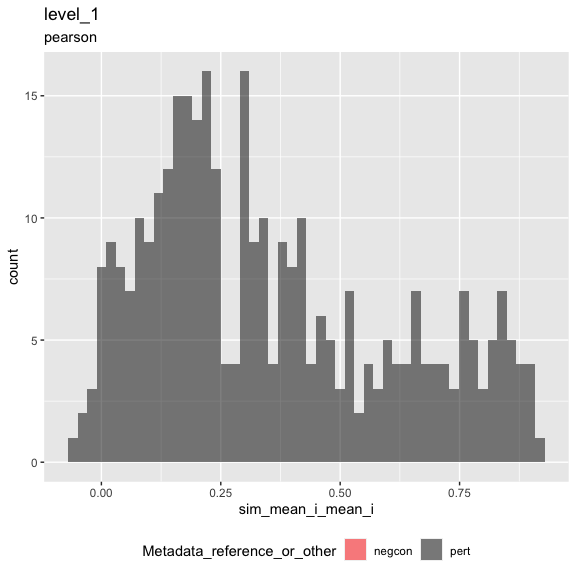 level_1
pearson
15
10
5
0
count
0.00 0.25 0.50 0.75
sim_mean_i_mean_i
Metadata_reference_or_other negcon pert